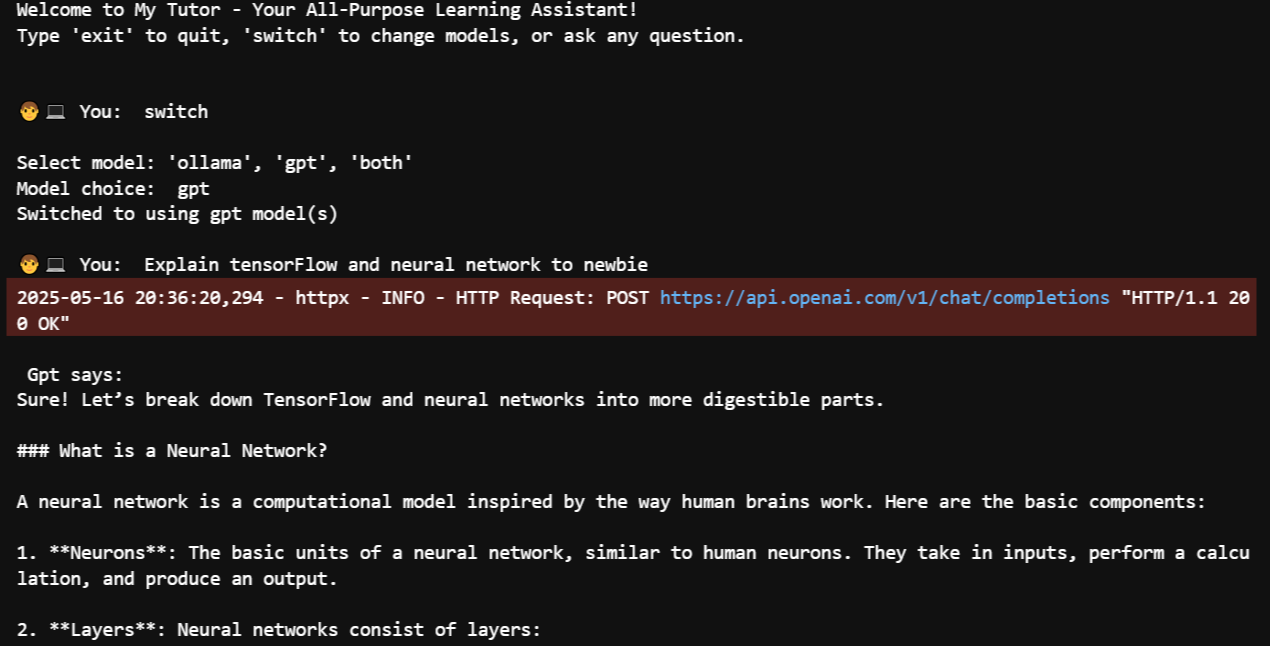 Welcome to My Tutor - Your All-Purpose Learning Assistant!
Type 'exit' to quit, 'switch' to change models, or ask any question.
🧑💻 You:  switch
Select model: 'ollama', 'gpt', 'both'
Model choice:  gpt
Switched to using gpt model(s)
🧑💻 You:  Explain tensorFlow and neural network to newbie
2025-05-16 20:36:20,294 - httpx - INFO - HTTP Request: POST https://api.openai.com/v1/chat/completions "HTTP/1.1 20
0 OK"
Gpt says:
Sure! Let’s break down TensorFlow and neural networks into more digestible parts.
### What is a Neural Network?
A neural network is a computational model inspired by the way human brains work. Here are the basic components:
1. **Neurons**: The basic units of a neural network, similar to human neurons. They take in inputs, perform a calcu
lation, and produce an output.
2. **Layers**: Neural networks consist of layers: